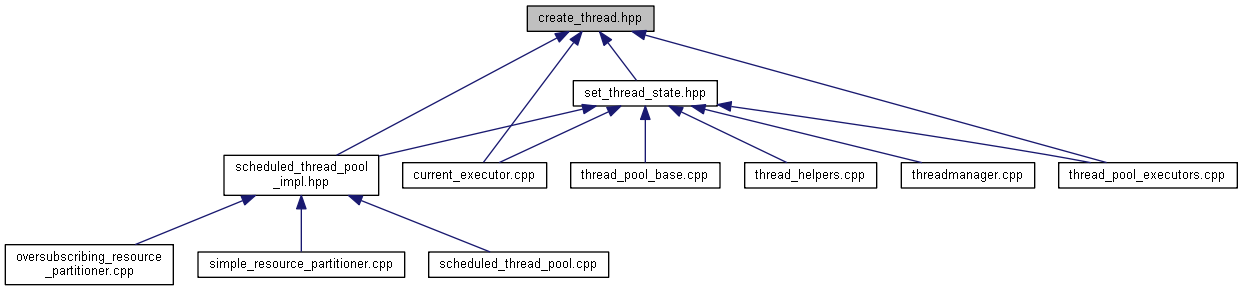 create_thread.hpp
set_thread_state.hpp
scheduled_thread_pool
_impl.hpp
current_executor.cpp
thread_pool_base.cpp
thread_helpers.cpp
threadmanager.cpp
thread_pool_executors.cpp
oversubscribing_resource
_partitioner.cpp
simple_resource_partitioner.cpp
scheduled_thread_pool.cpp